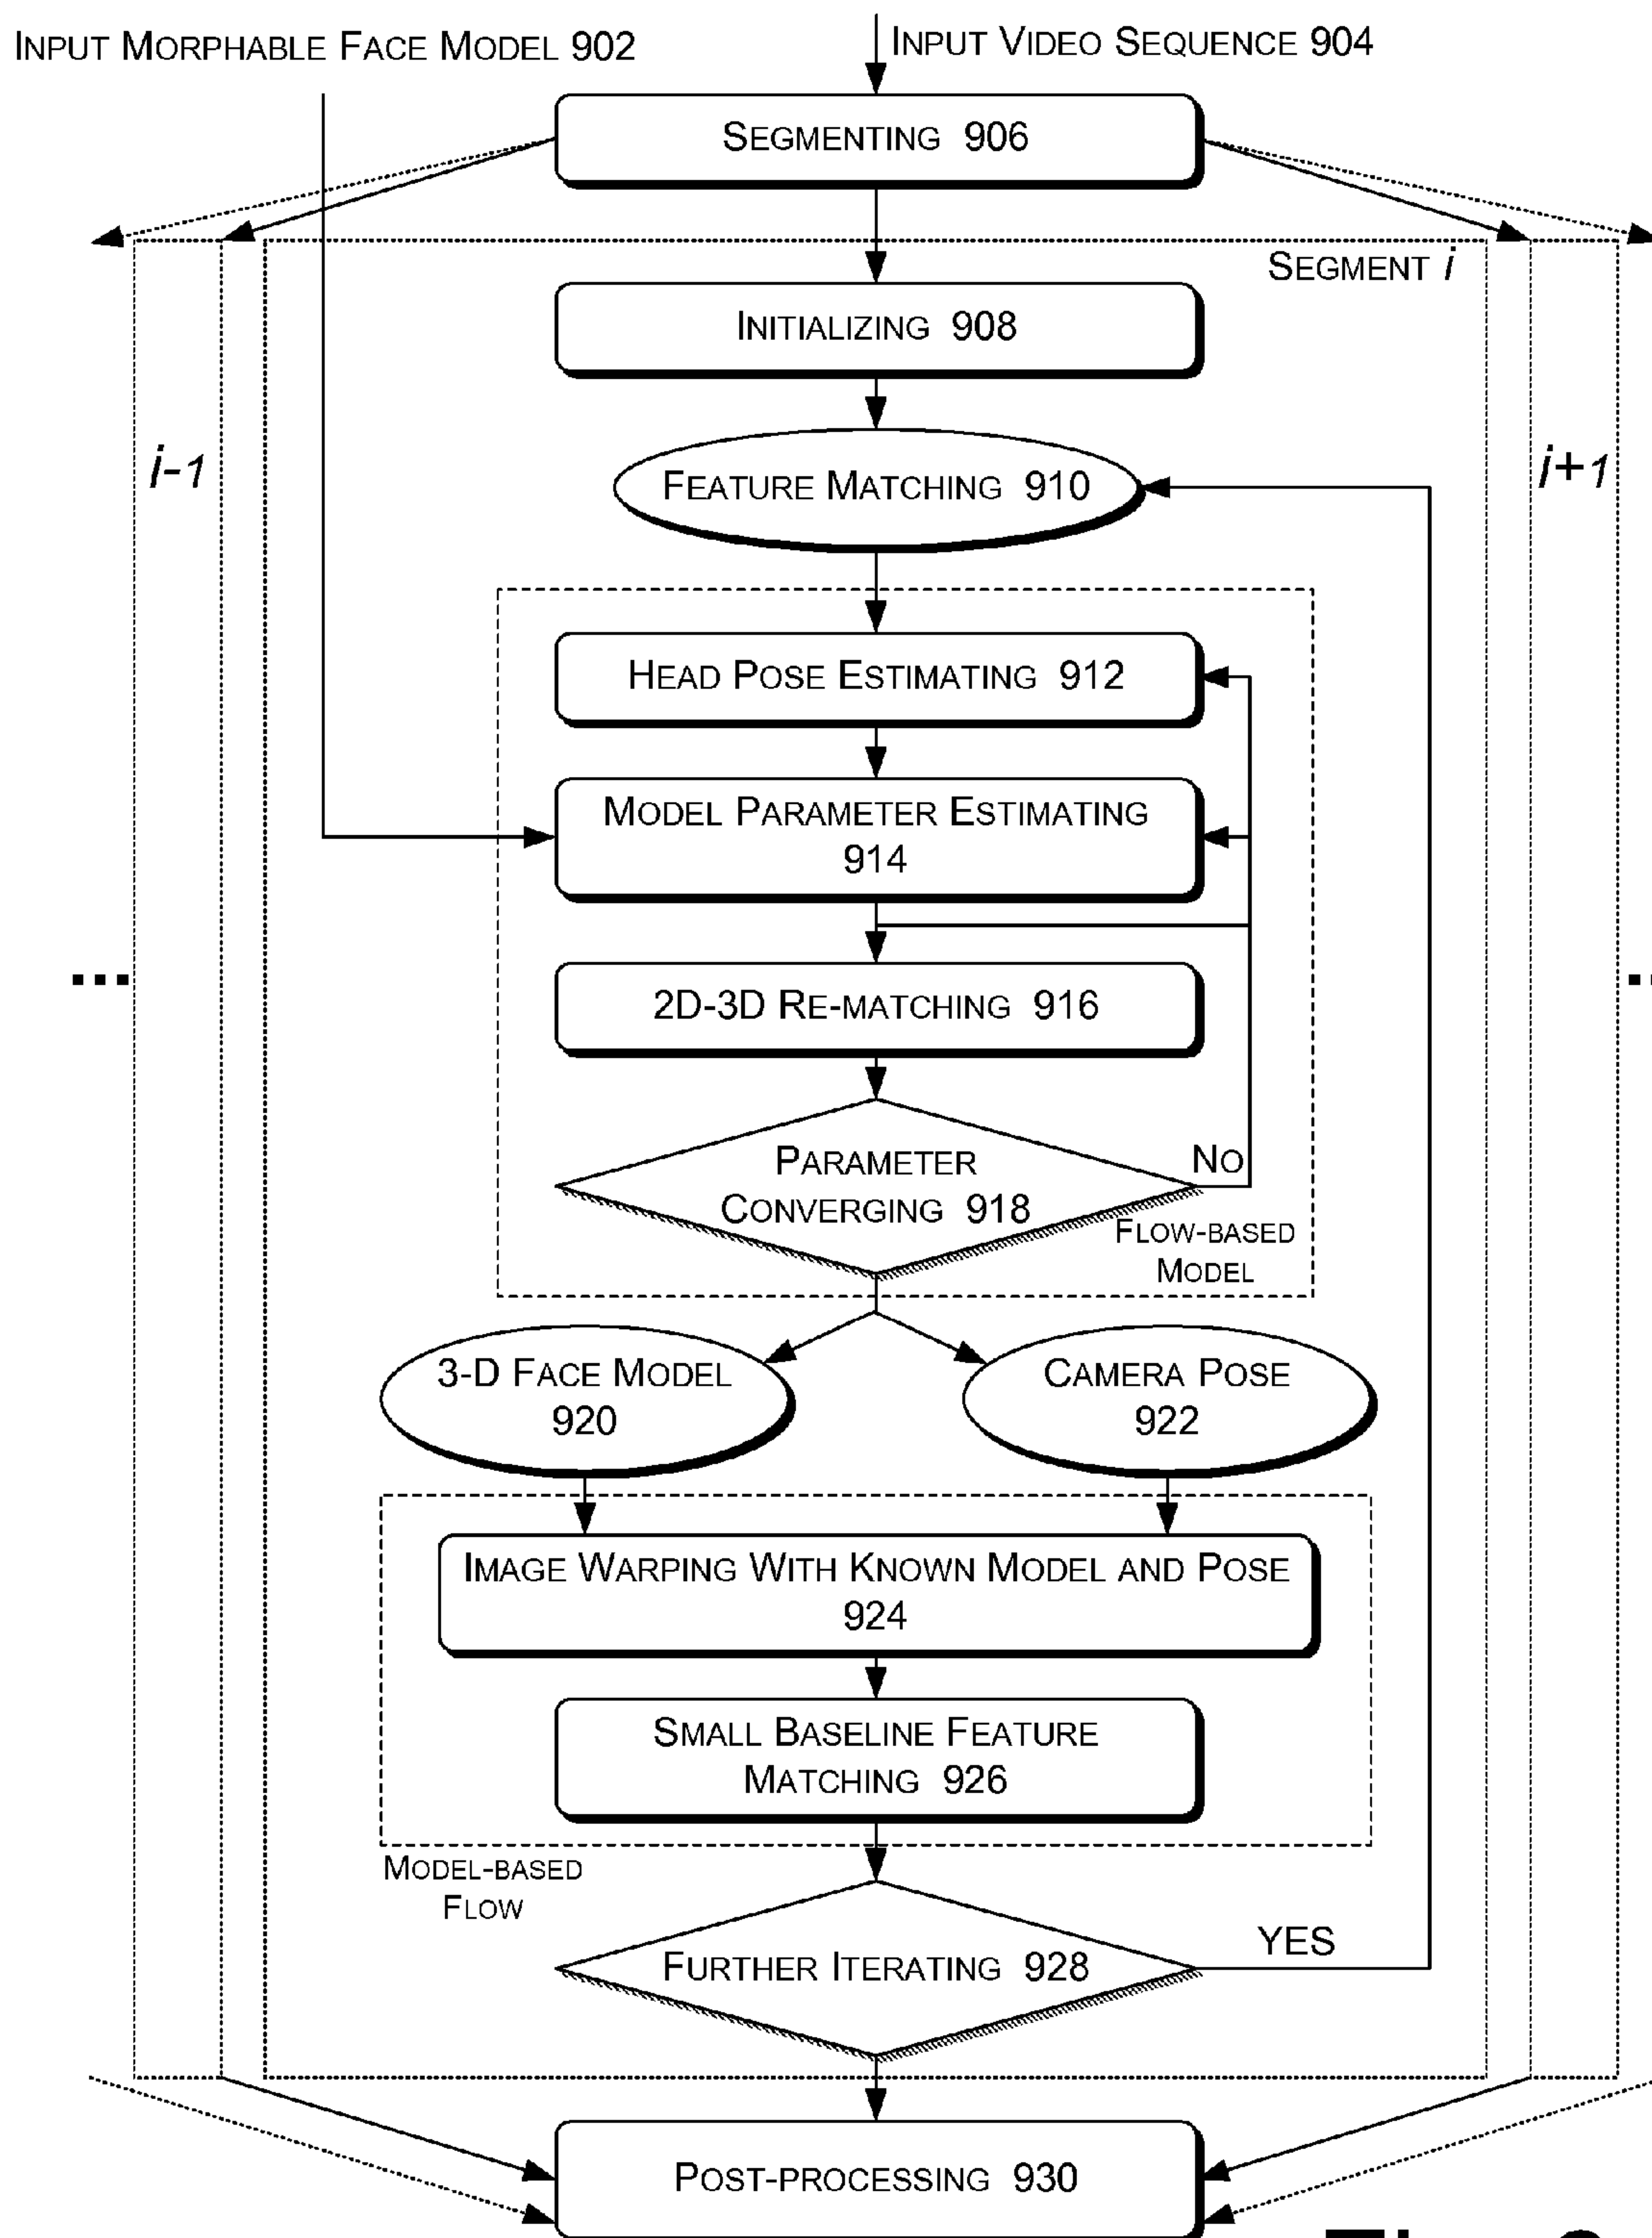 INPUT MORPHABLE FACE MODEL 902
INPUT VIDEO SEQUENCE 904
SEGMENTING 906
SEGMENT i
INITIALIZING 908
i-1
i+1
FEATURE MATCHING 910
HEAD POSE ESTIMATING 912
MODEL PARAMETER ESTIMATING
914
...
2D-3D RE-MATCHING 916
PARAMETER
CONVERGING 918
NO
FLOW-BASED
MODEL
3-D FACE MODEL
920
CAMERA POSE
922
IMAGE WARPING WITH KNOWN MODEL AND POSE
924
SMALL BASELINE FEATURE
MATCHING 926
MODEL-BASED
FLOW
FURTHER ITERATING 928
YES
POST-PROCESSING 930